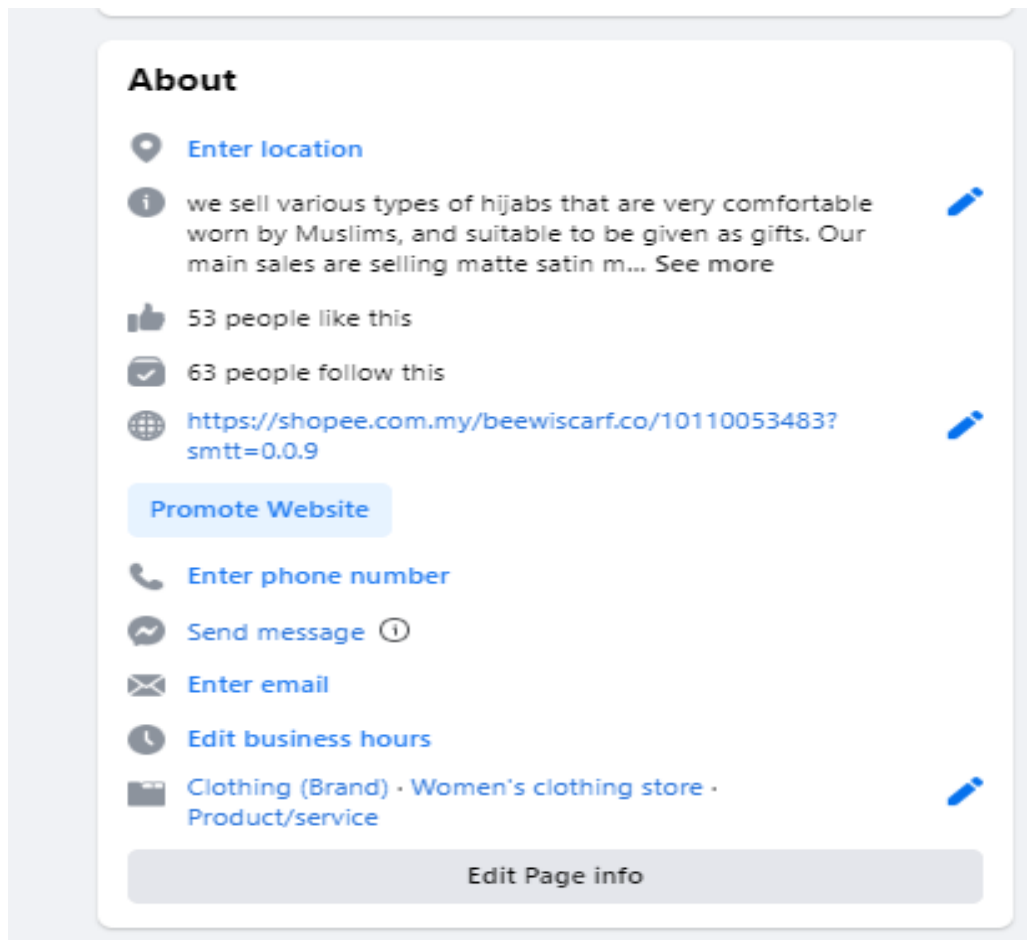 About
Enter location
we sell various types of hijabs that are very comfortable
worn by Muslims, and suitable to be given as gifts. Our
main sales are selling matte satin m... See more
53 people like this
63 people follow this
https://shopee.com.my/beewiscarf.co/10110053483?
smtt=0.0.9
Promote Website
Enter phone number
Send message
Enter email
Edit business hours
Clothing (Brand) · Women's clothing store ·
Product/service
Edit Page info